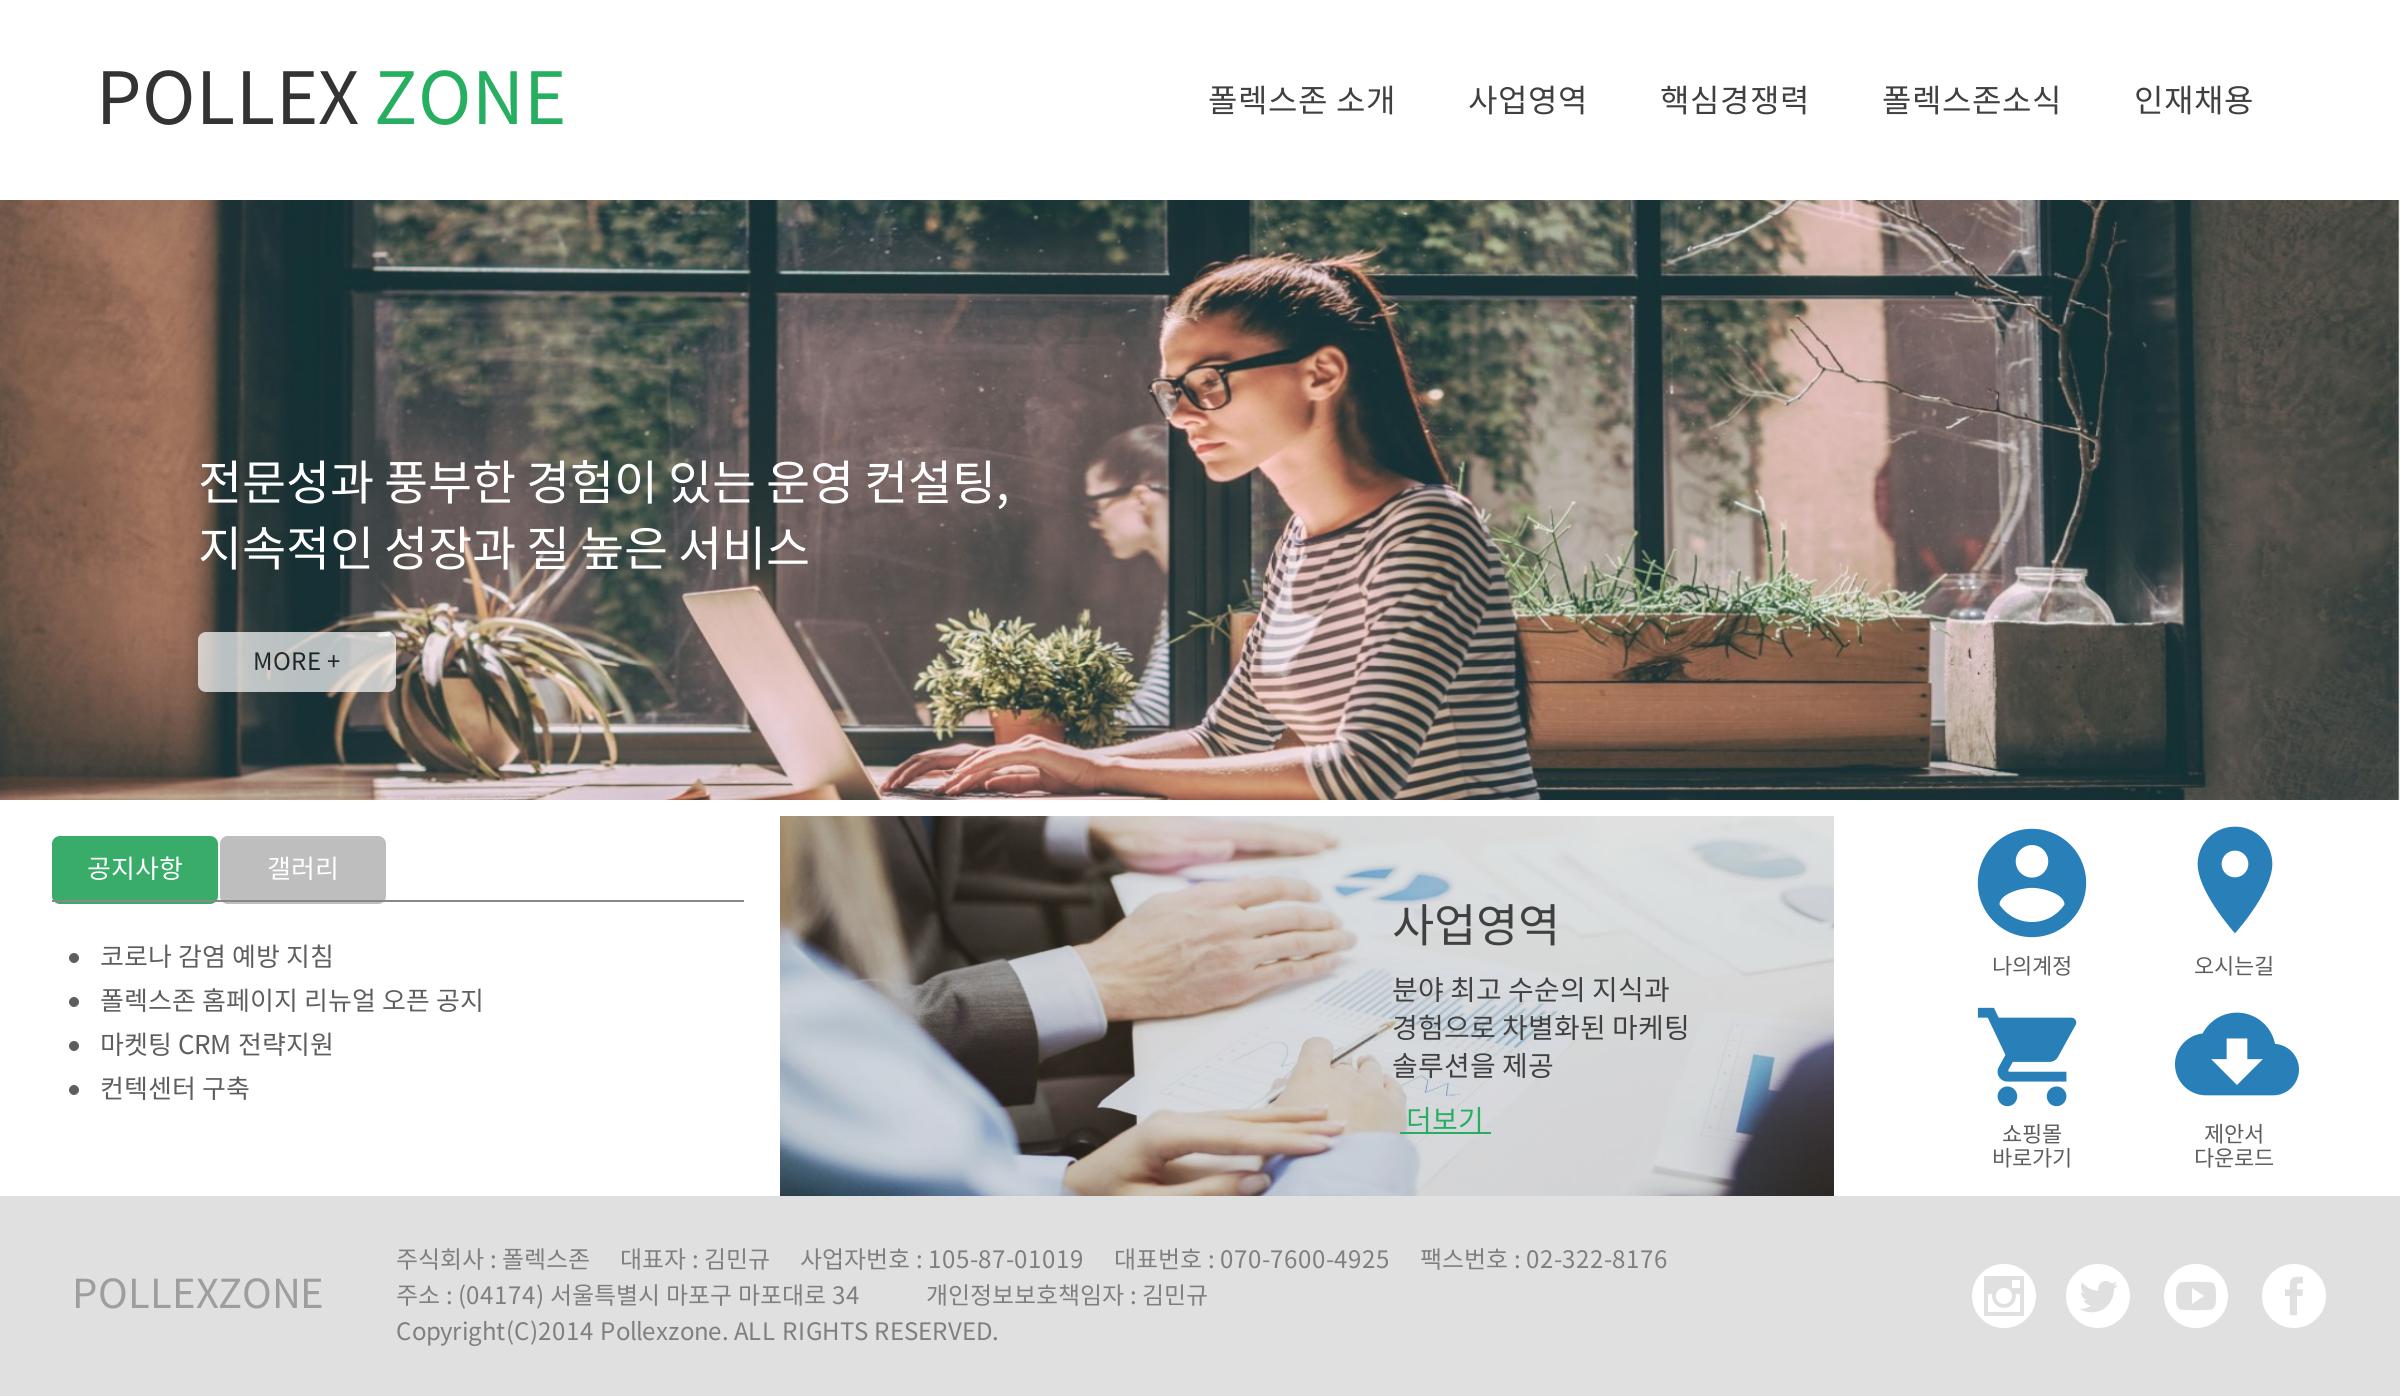 POLLEX ZONE
폴렉스존 소개 사업영역 핵심경쟁력 폴렉스존소식 인재채용
전문성과 풍부한 경험이 있는 운영 컨설팅,
지속적인 성장과 질 높은 서비스
MORE +
공지사항 갤러리
코로나 감염 예방 지침
폴렉스존 홈페이지 리뉴얼 오픈 공지
마켓팅 CRM 전략지원
컨텍센터 구축
사업영역
분야 최고 수순의 지식과
경험으로 차별화된 마케팅
솔루션을 제공
더보기
나의계정
오시는길
쇼핑몰
바로가기
제안서
다운로드
POLLEXZONE
주식회사 : 폴렉스존 대표자 : 김민규 사업자번호 : 105-87-01019 대표번호 : 070-7600-4925 팩스번호 : 02-322-8176
주소 : (04174) 서울특별시 마포구 마포대로 34 개인정보보호책임자 : 김민규
Copyright(C)2014 Pollexzone. ALL RIGHTS RESERVED.